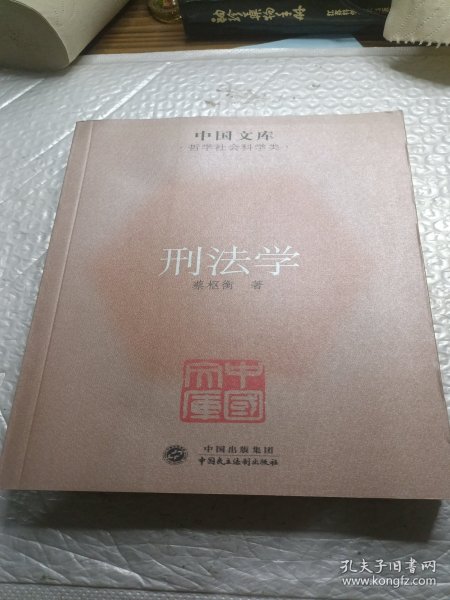 中国文库
·哲学社会科学类·
刑法学
蔡枢衡 著
中國
文庫
中国出版集团
中国民主法制出版社
孔夫子旧书网
www.kongfz.com